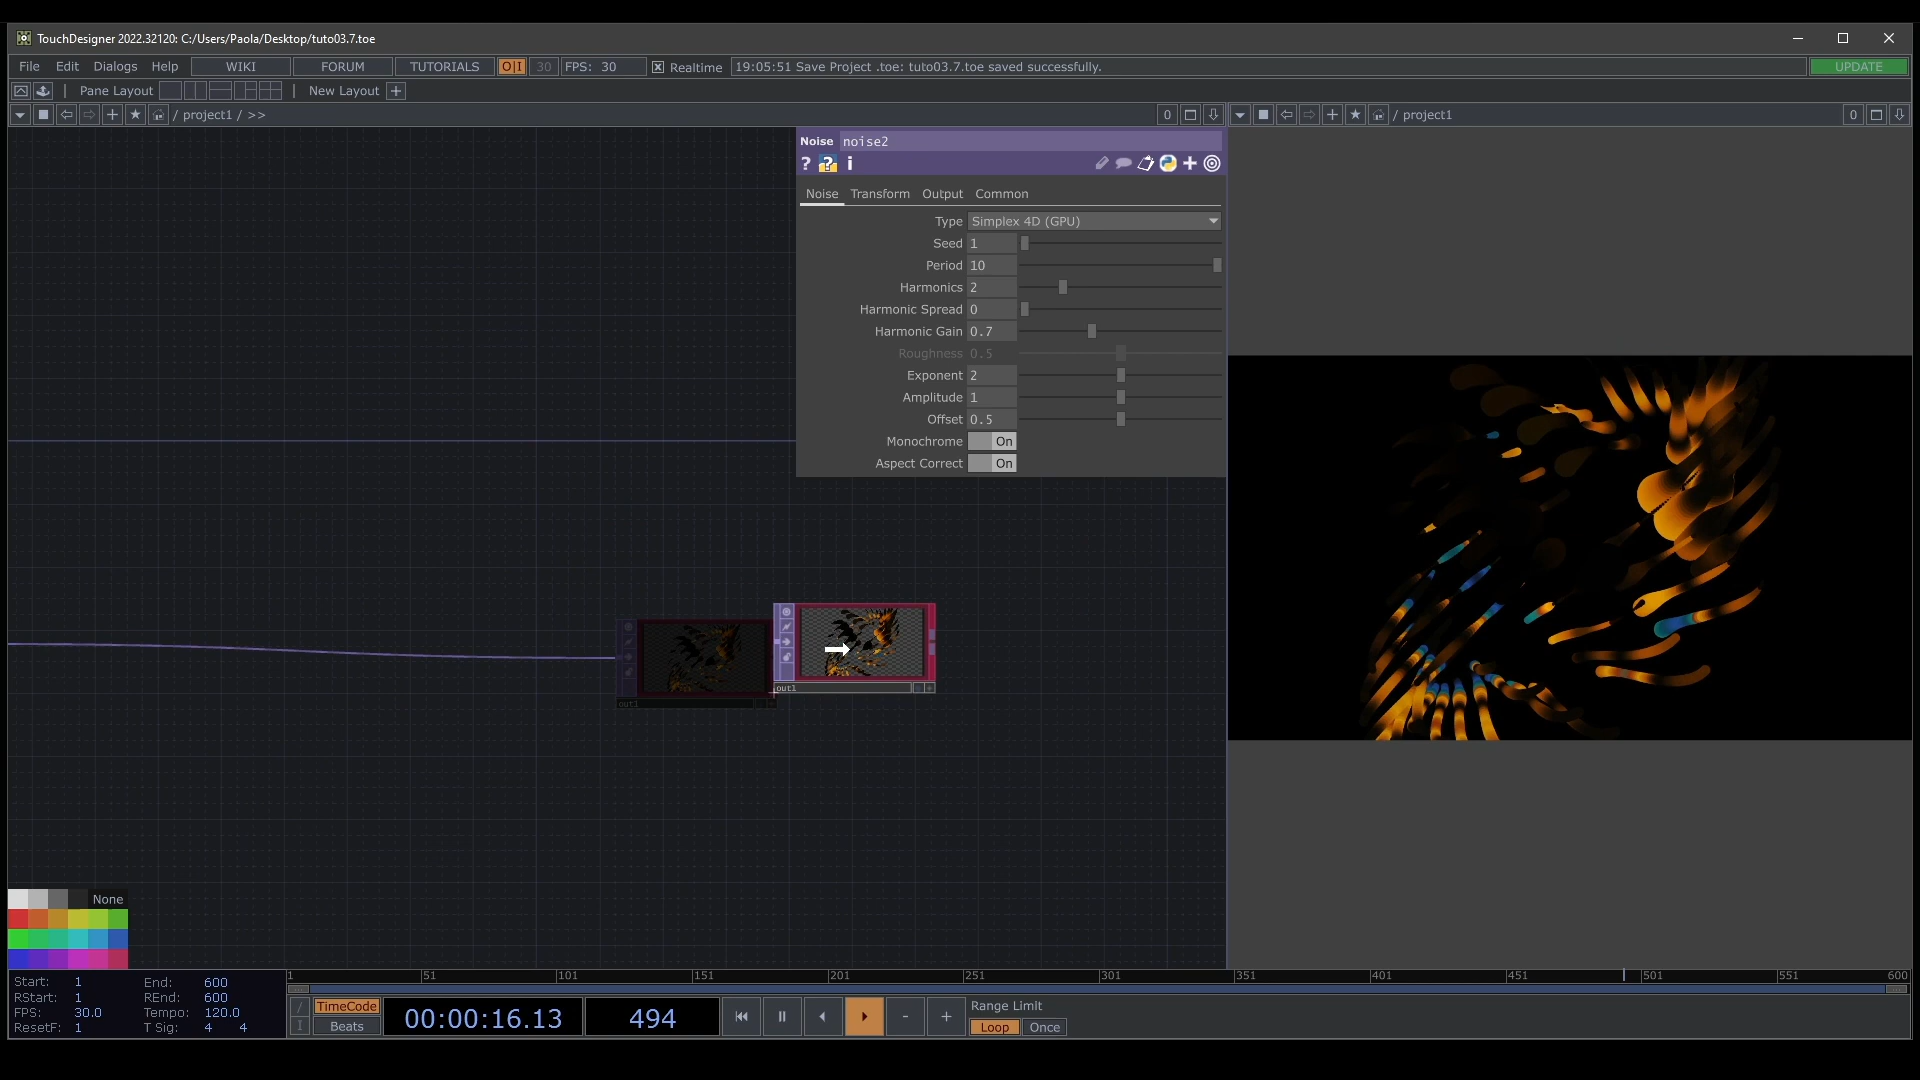 TouchDesigner 2022.32120: C:/Users/Paola/Desktop/tuto03.7.toe
File Edit Dialogs Help WIKI FORUM TUTORIALS O|I 30 FPS: 30 Realtime 19:05:51 Save Project .toe: tuto03.7.toe saved successfully. UPDATE
Pane Layout | New Layout +
/ project1 / >> 0
/ project1 0
Noise noise2
? ? i
Noise Transform Output Common
Type Simplex 4D (GPU)
Seed 1
Period 10
Harmonics 2
Harmonic Spread 0
Harmonic Gain 0.7
Roughness 0.5
Exponent 2
Amplitude 1
Offset 0.5
Monochrome On
Aspect Correct On
out1
out1
None
1 51 101 151 201 251 301 351 401 451 501 551 600
Start: 1 End: 600
RStart: 1 REnd: 600
FPS: 30.0 Tempo: 120.0
ResetF: 1 T Sig: 4 4
TimeCode
Beats
00:00:16.13 494
- +
Range Limit
Loop Once